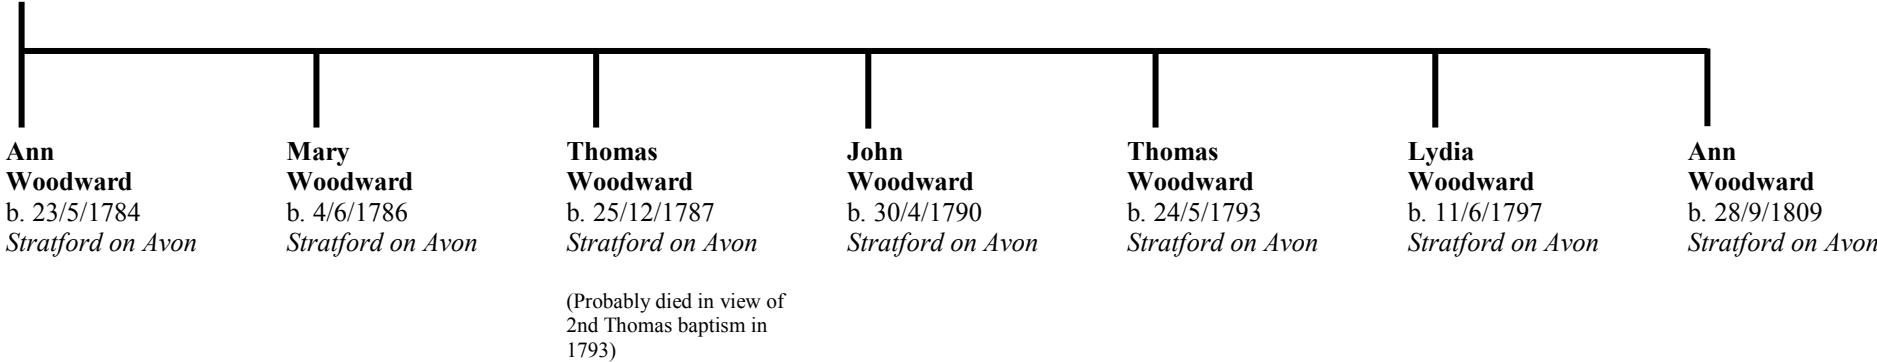 Ann
Woodward
b. 23/5/1784
Stratford on Avon
Mary
Woodward
b. 4/6/1786
Stratford on Avon
Thomas
Woodward
b. 25/12/1787
Stratford on Avon
(Probably died in view of
2nd Thomas baptism in
1793)
John
Woodward
b. 30/4/1790
Stratford on Avon
Thomas
Woodward
b. 24/5/1793
Stratford on Avon
Lydia
Woodward
b. 11/6/1797
Stratford on Avon
Ann
Woodward
b. 28/9/1809
Stratford on Avon